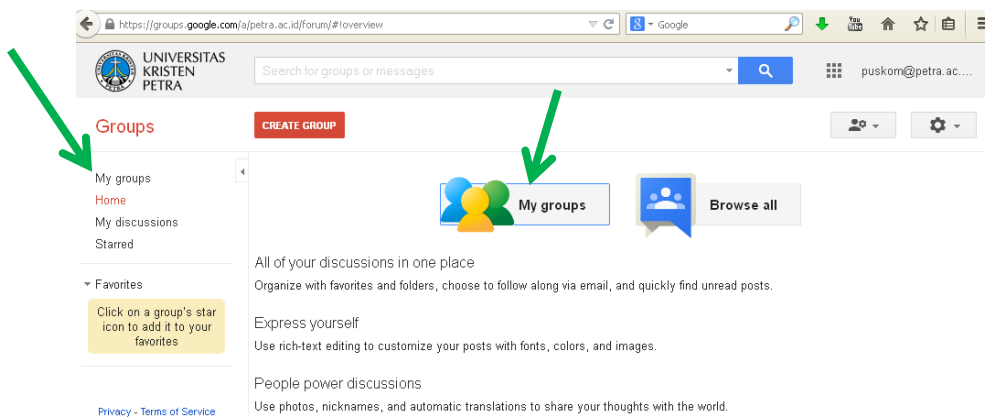 https://groups.google.com/a/petra.ac.id/forum/#!overview
Google
You
Tube
UNIVERSITAS
KRISTEN
PETRA
Search for groups or messages
puskom@petra.ac....
Groups
CREATE GROUP
My groups
Home
My discussions
Starred
Favorites
Click on a group's star
icon to add it to your
favorites
Privacy - Terms of Service
My groups
Browse all
All of your discussions in one place
Organize with favorites and folders, choose to follow along via email, and quickly find unread posts.
Express yourself
Use rich-text editing to customize your posts with fonts, colors, and images.
People power discussions
Use photos, nicknames, and automatic translations to share your thoughts with the world.